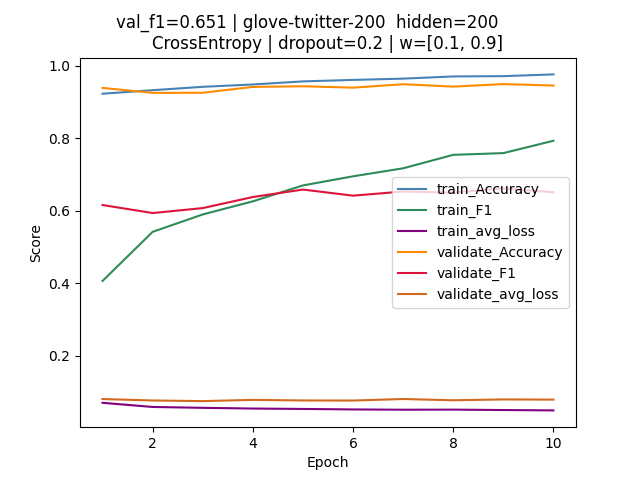 val_f1=0.651 | glove-twitter-200  hidden=200
CrossEntropy | dropout=0.2 | w=[0.1, 0.9]
1.0
0.8
0.6
0.4
0.2
Score
train_Accuracy
train_F1
train_avg_loss
validate_Accuracy
validate_F1
validate_avg_loss
2 4 6 8 10
Epoch